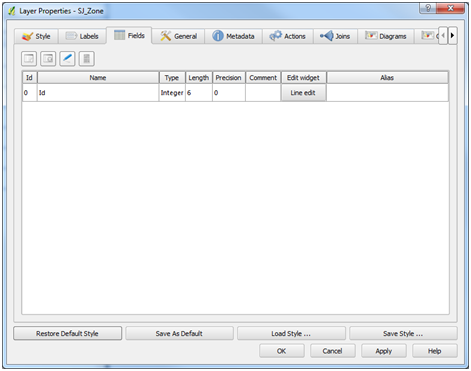 Layer Properties - SJ_Zone
Style Labels Fields General Metadata Actions Joins Diagrams
Id Name Type Length Precision Comment Edit widget Alias
0 Id Integer 6 0 Line edit
Restore Default Style Save As Default Load Style ... Save Style ...
OK Cancel Apply Help